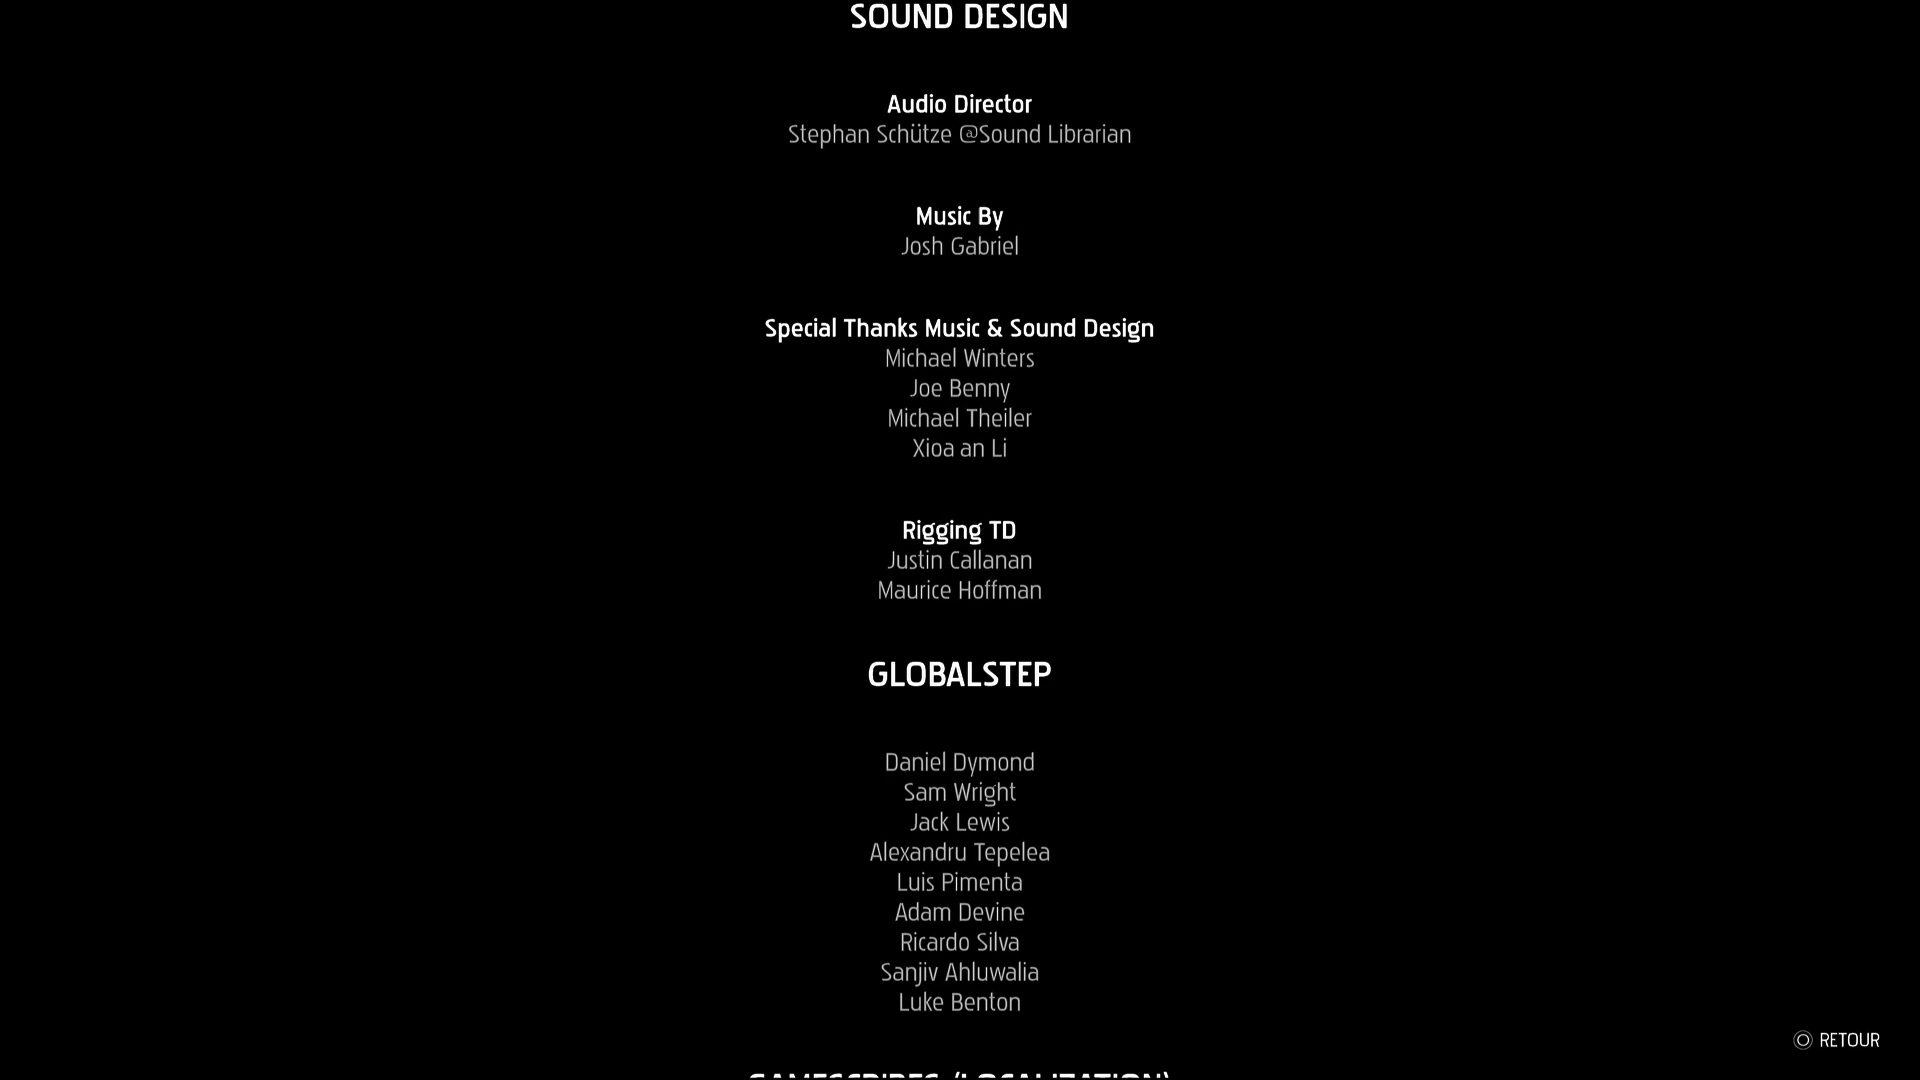 SOUND DESIGN
Audio Director
Stephan Schütze @Sound Librarian
Music By
Josh Gabriel
Special Thanks Music & Sound Design
Michael Winters
Joe Benny
Michael Theiler
Xioa an Li
Rigging TD
Justin Callanan
Maurice Hoffman
GLOBALSTEP
Daniel Dymond
Sam Wright
Jack Lewis
Alexandru Tepelea
Luis Pimenta
Adam Devine
Ricardo Silva
Sanjiv Ahluwalia
Luke Benton
RETOUR
GAMESCRIBES (LOCALIZATION)